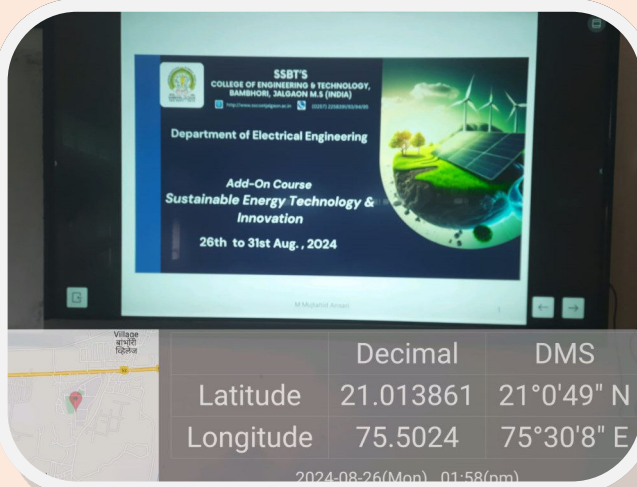 SSBT'S
COLLEGE OF ENGINEERING & TECHNOLOGY,
BAMBHORI, JALGAON M.S (INDIA)
Department of Electrical Engineering
Add-On Course
Sustainable Energy Technology &
Innovation
26th to 31st Aug. , 2024
1
Village
बांभोरी
व्हिलेज
Decimal DMS
Latitude 21.013861 21°0'49" N
Longitude 75.5024 75°30'8" E
2024-08-26(Mon) 01:58(pm)